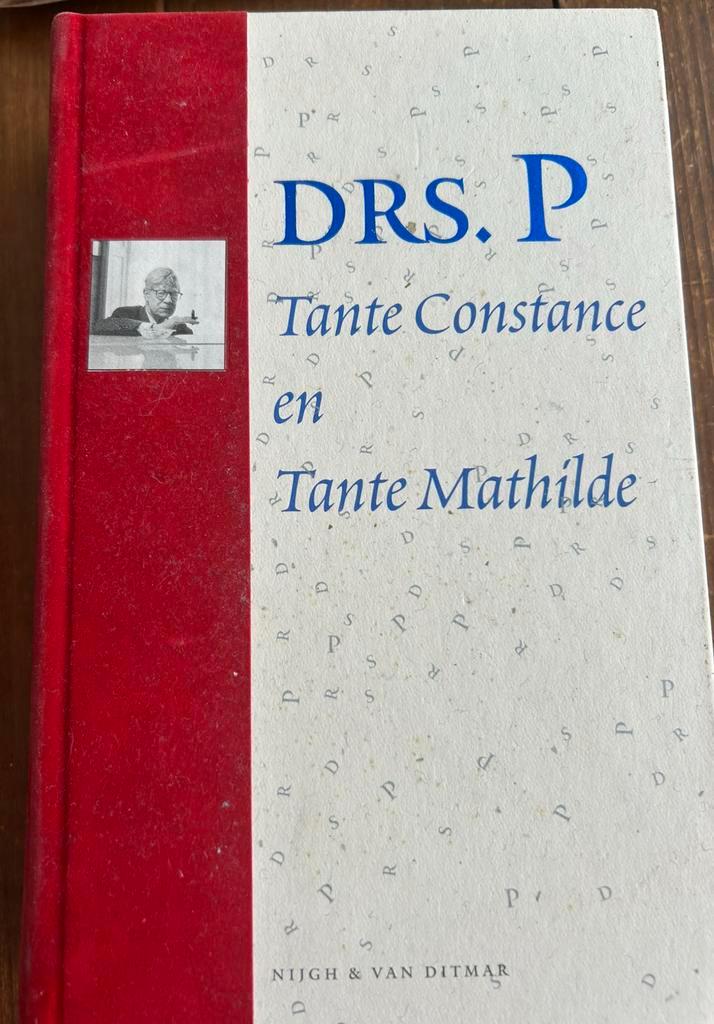 DRS. P
Tante Constance
en
Tante Mathilde
NIJGH & VAN DITMAR